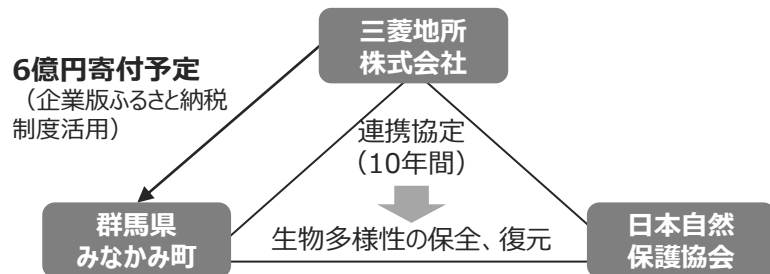 三菱地所
株式会社
6億円寄付予定
（企業版ふるさと納税
制度活用）
連携協定
（10年間）
群馬県
みなかみ町
生物多様性の保全、復元
日本自然
保護協会